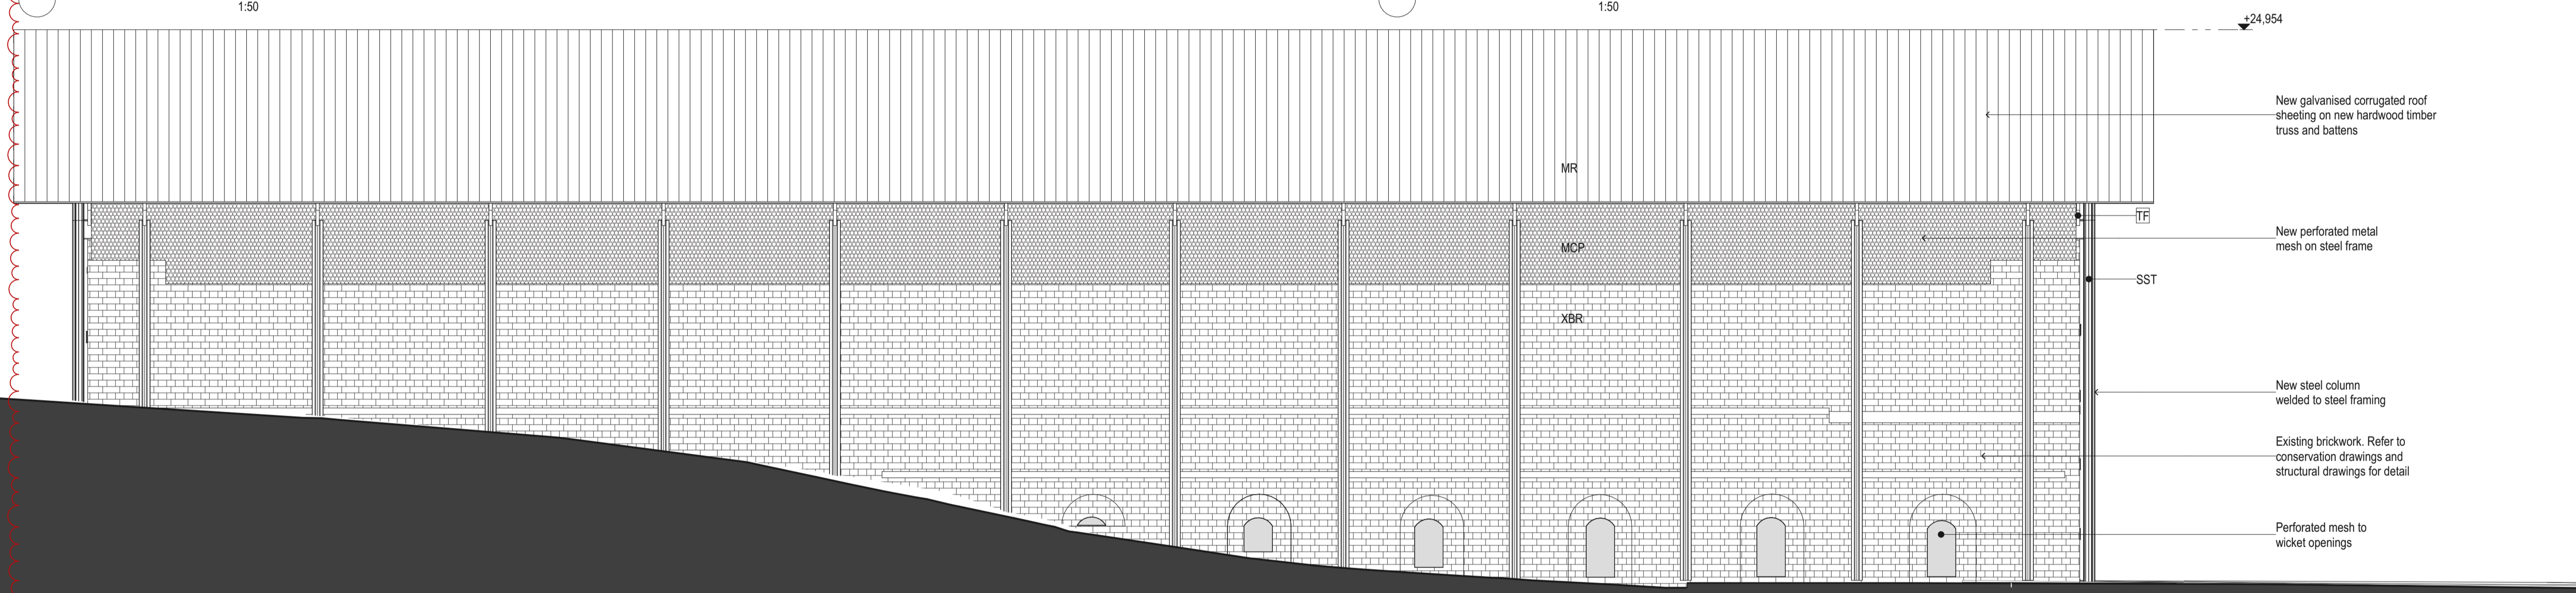 1:50
1:50
+24,954
New galvanised corrugated roof
sheeting on new hardwood timber
truss and battens
MR
TF
New perforated metal
mesh on steel frame
MCP
SST
XBR
New steel column
welded to steel framing
Existing brickwork. Refer to
conservation drawings and
structural drawings for detail
Perforated mesh to
wicket openings